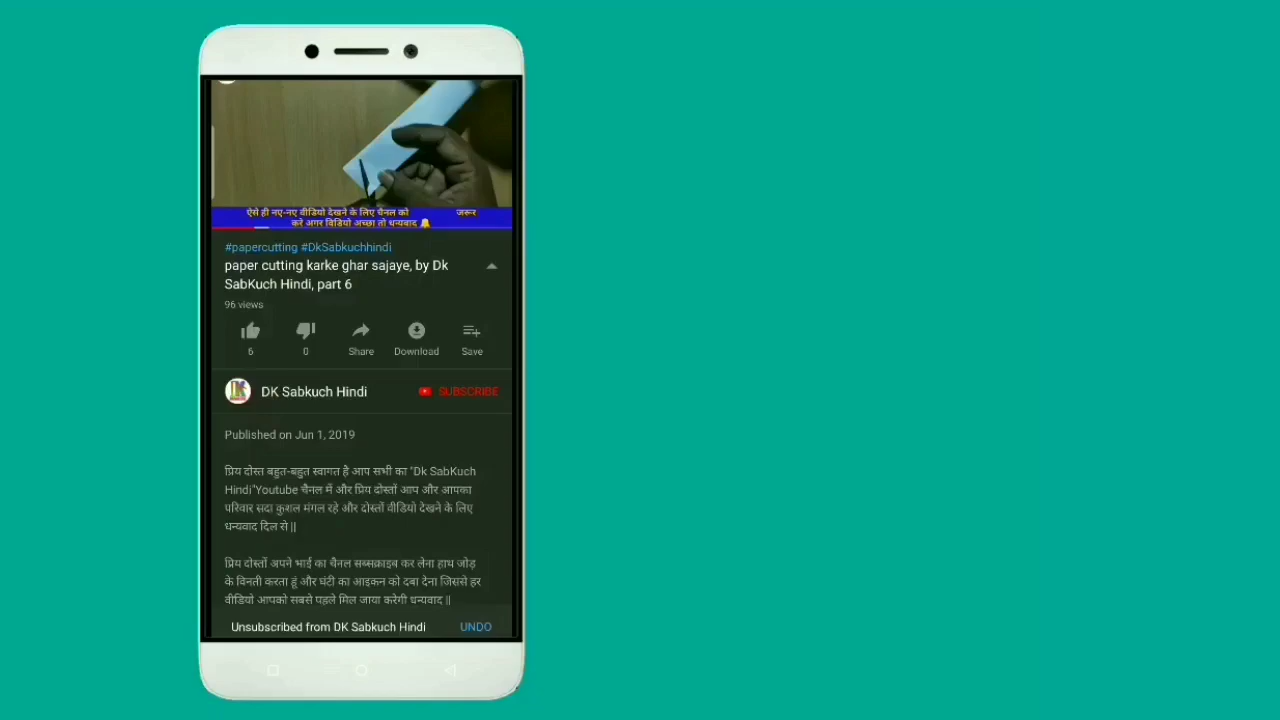 ऐसे ही नए-नए वीडियो देखने के लिए चैनल को जरूर
करे अगर विडियो अच्छा तो धन्यवाद
#papercutting #DkSabkuchhindi
paper cutting karke ghar sajaye, by Dk
SabKuch Hindi, part 6
96 views
6 0 Share Download Save
DK Sabkuch Hindi SUBSCRIBE
Published on Jun 1, 2019
प्रिय दोस्त बहुत-बहुत स्वागत है आप सभी का "Dk SabKuch
Hindi"Youtube चैनल में और प्रिय दोस्तों आप और आपका
परिवार सदा कुशल मंगल रहे और दोस्तों वीडियो देखने के लिए
धन्यवाद दिल से ||
प्रिय दोस्तों अपने भाई का चैनल सब्सक्राइब कर लेना हाथ जोड़
के विनती करता हूं और घंटी का आइकन को दबा देना जिससे हर
वीडियो आपको सबसे पहले मिल जाया करेगी धन्यवाद ||
Unsubscribed from DK Sabkuch Hindi UNDO